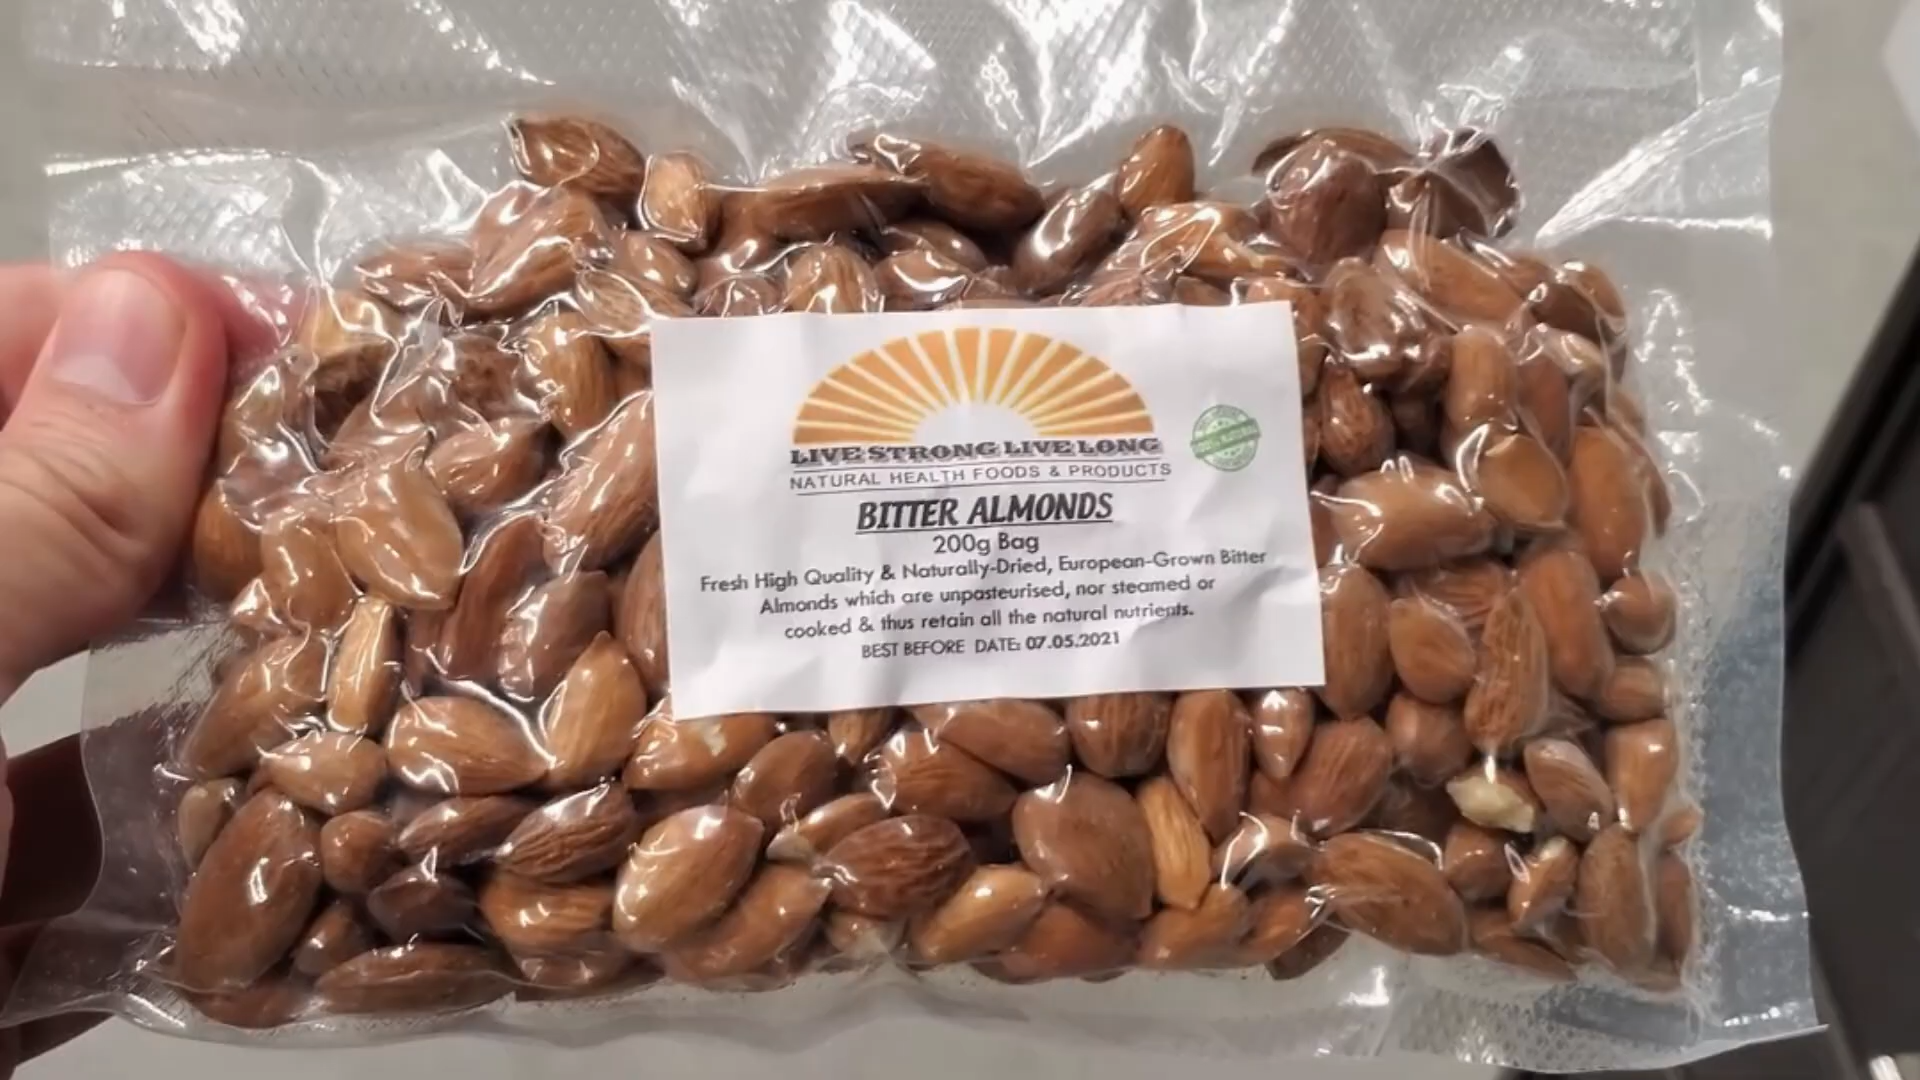 LIVE STRONG LIVE LONG
NATURAL HEALTH FOODS & PRODUCTS
100% NATURAL
BITTER ALMONDS
200g Bag
Fresh High Quality & Naturally-Dried, European-Grown Bitter
Almonds which are unpasteurised, nor steamed or
cooked & thus retain all the natural nutrients.
BEST BEFORE DATE: 07.05.2021